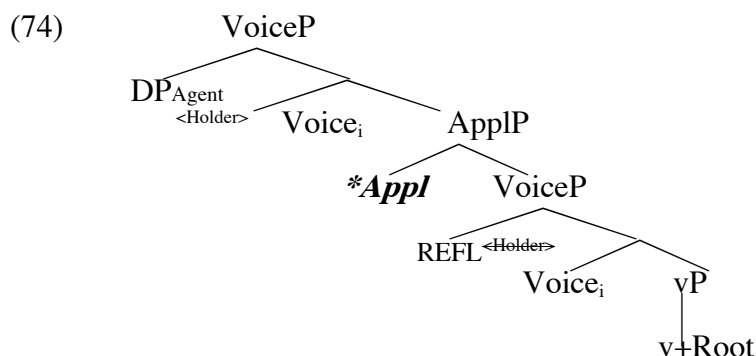 (74) VoiceP
DPAgent
<Holder> Voicei ApplP
*Appl VoiceP
REFL<Holder>
Voicei vP
v+Root